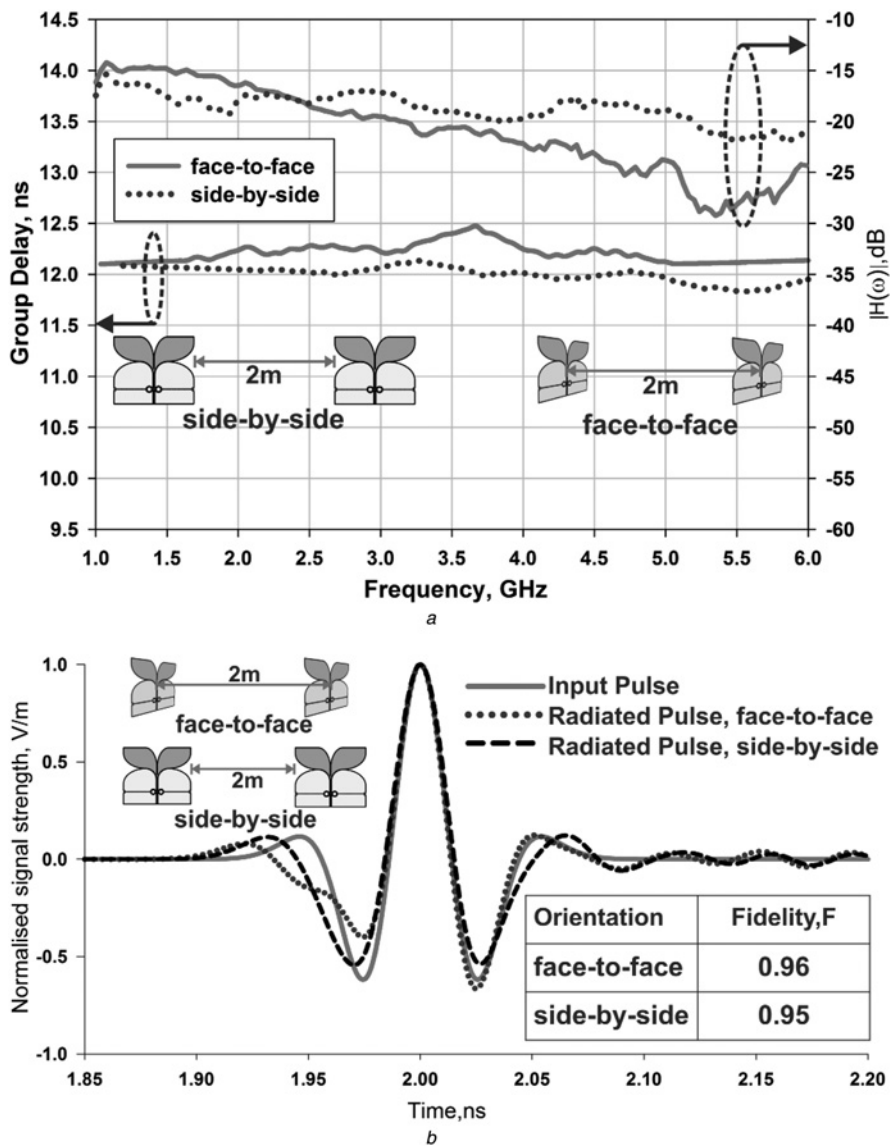 14.5
14.0
13.5
13.0
12.5
12.0
11.5
11.0
10.5
10.0
9.5
Group Delay, ns
-10
-15
-20
-25
-30
-35
-40
-45
-50
-55
-60
|H(ω)|,dB
face-to-face
side-by-side
2m
side-by-side
2m
face-to-face
1.0 1.5 2.0 2.5 3.0 3.5 4.0 4.5 5.0 5.5 6.0
Frequency, GHz
a
1.0
0.5
0.0
-0.5
-1.0
Normalised signal strength, V/m
2m
face-to-face
2m
side-by-side
Input Pulse
Radiated Pulse, face-to-face
Radiated Pulse, side-by-side
Orientation Fidelity,F
face-to-face 0.96
side-by-side 0.95
1.85 1.90 1.95 2.00 2.05 2.10 2.15 2.20
Time,ns
b